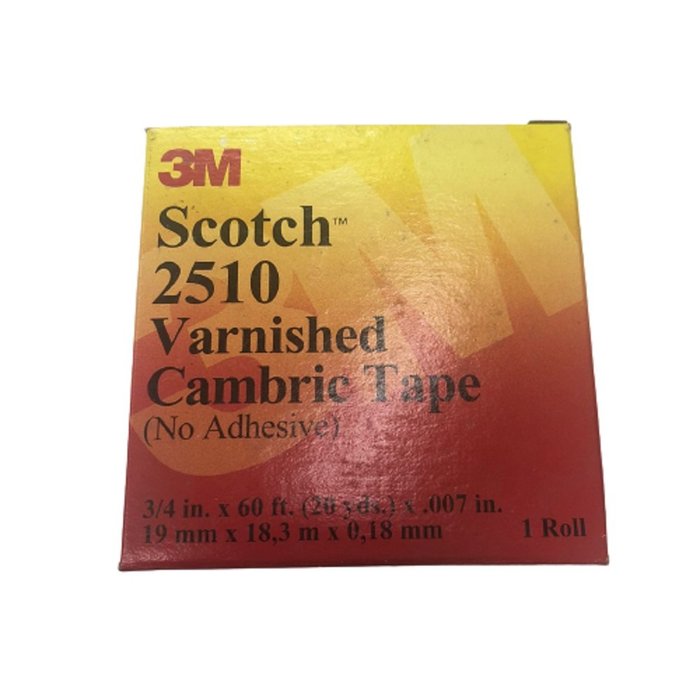 3M
Scotch™
2510
Varnished
Cambric Tape
(No Adhesive)
3/4 in. x 60 ft. (20 yds.) x .007 in.
19 mm x 18,3 m x 0,18 mm 1 Roll